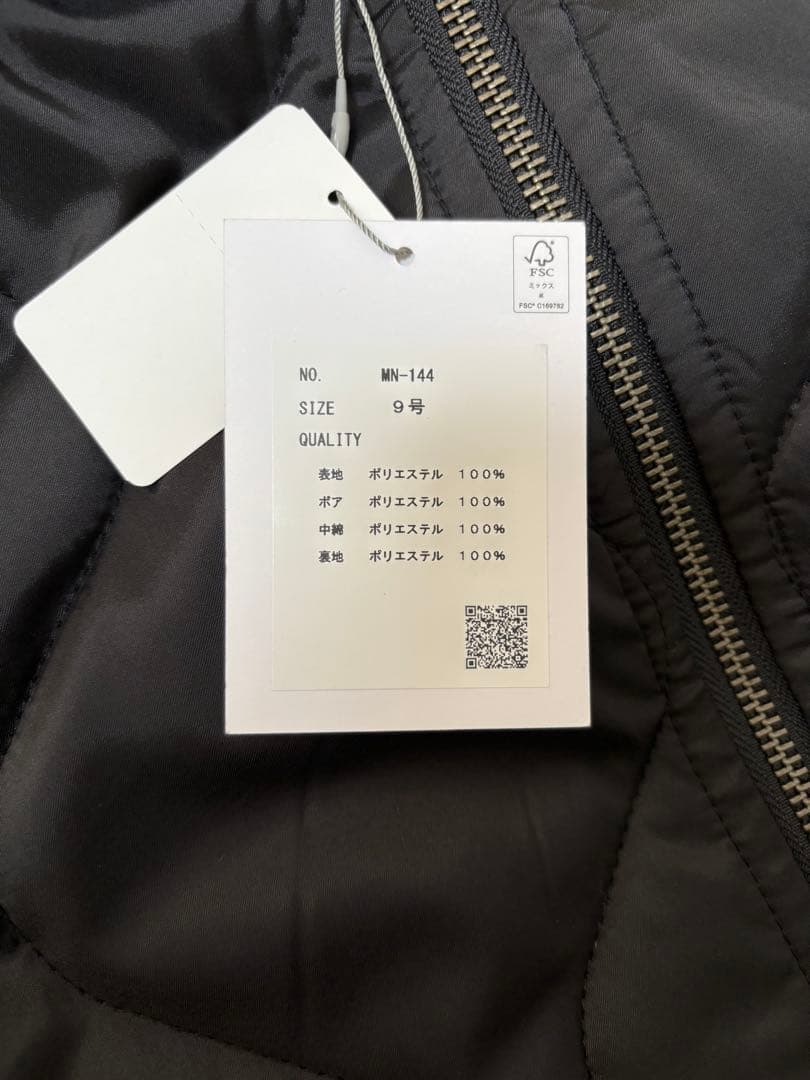 FSC
ミックス
紙
FSC® C169782
NO. MN-144
SIZE 9号
QUALITY
表地 ポリエステル 100%
ボア ポリエステル 100%
中綿 ポリエステル 100%
裏地 ポリエステル 100%